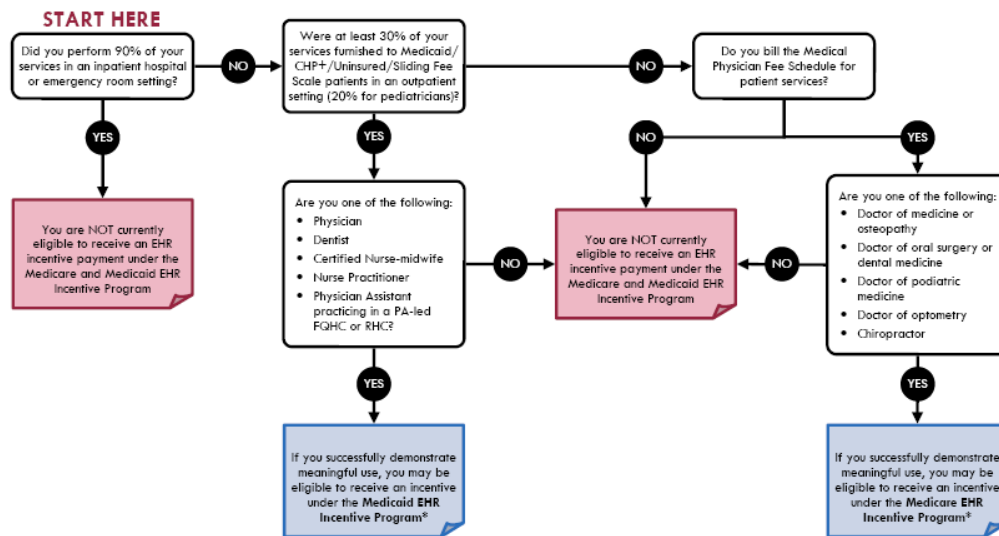 START HERE
Did you perform 90% of your
services in an inpatient hospital
or emergency room setting?
NO
Were at least 30% of your
services furnished to Medicaid/
CHP+/Uninsured/Sliding Fee
Scale patients in an outpatient
setting (20% for pediatricians)?
NO
Do you bill the Medical
Physician Fee Schedule for
patient services?
YES
YES
NO
YES
You are NOT currently
eligible to receive an EHR
incentive payment under the
Medicare and Medicaid EHR
Incentive Program
Are you one of the following:
• Physician
• Dentist
• Certified Nurse-midwife
• Nurse Practitioner
• Physician Assistant
practicing in a PA-led
FQHC or RHC?
NO
You are NOT currently
eligible to receive an EHR
incentive payment under the
Medicare and Medicaid EHR
Incentive Program
NO
Are you one of the following:
• Doctor of medicine or
osteopathy
• Doctor of oral surgery or
dental medicine
• Doctor of podiatric
medicine
• Doctor of optometry
• Chiropractor
YES
YES
If you successfully demonstrate
meaningful use, you may be
eligible to receive an incentive
under the Medicaid EHR
Incentive Program*
If you successfully demonstrate
meaningful use, you may be
eligible to receive an incentive
under the Medicare EHR
Incentive Program*